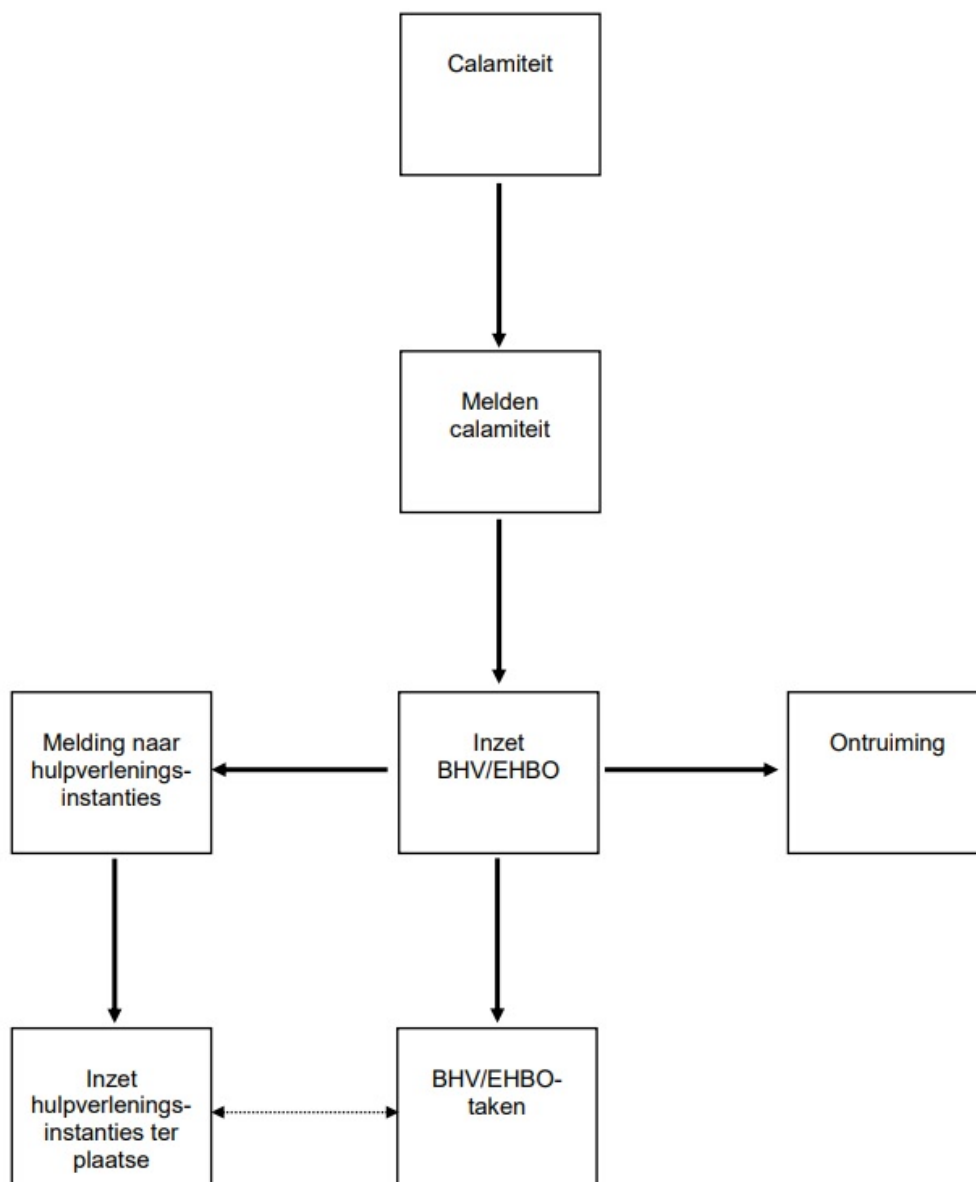 Calamiteit
Melden
calamiteit
Melding naar
hulpverlenings-
instanties
Inzet
BHV/EHBO
Ontruiming
Inzet
hulpverlenings-
instanties ter
plaatse
BHV/EHBO-
taken